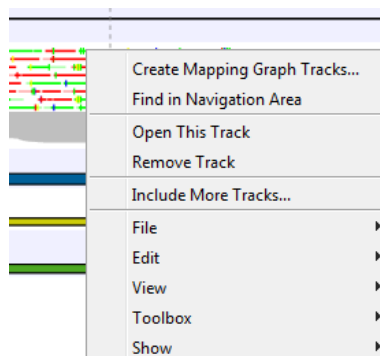 Create Mapping Graph Tracks...
Find in Navigation Area
Open This Track
Remove Track
Include More Tracks...
File
Edit
View
Toolbox
Show